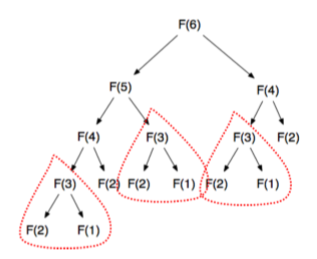 F(6)
F(5) F(4)
F(4) F(3) F(3) F(2)
F(3) F(2) F(2) F(1) F(2) F(1)
F(2) F(1)